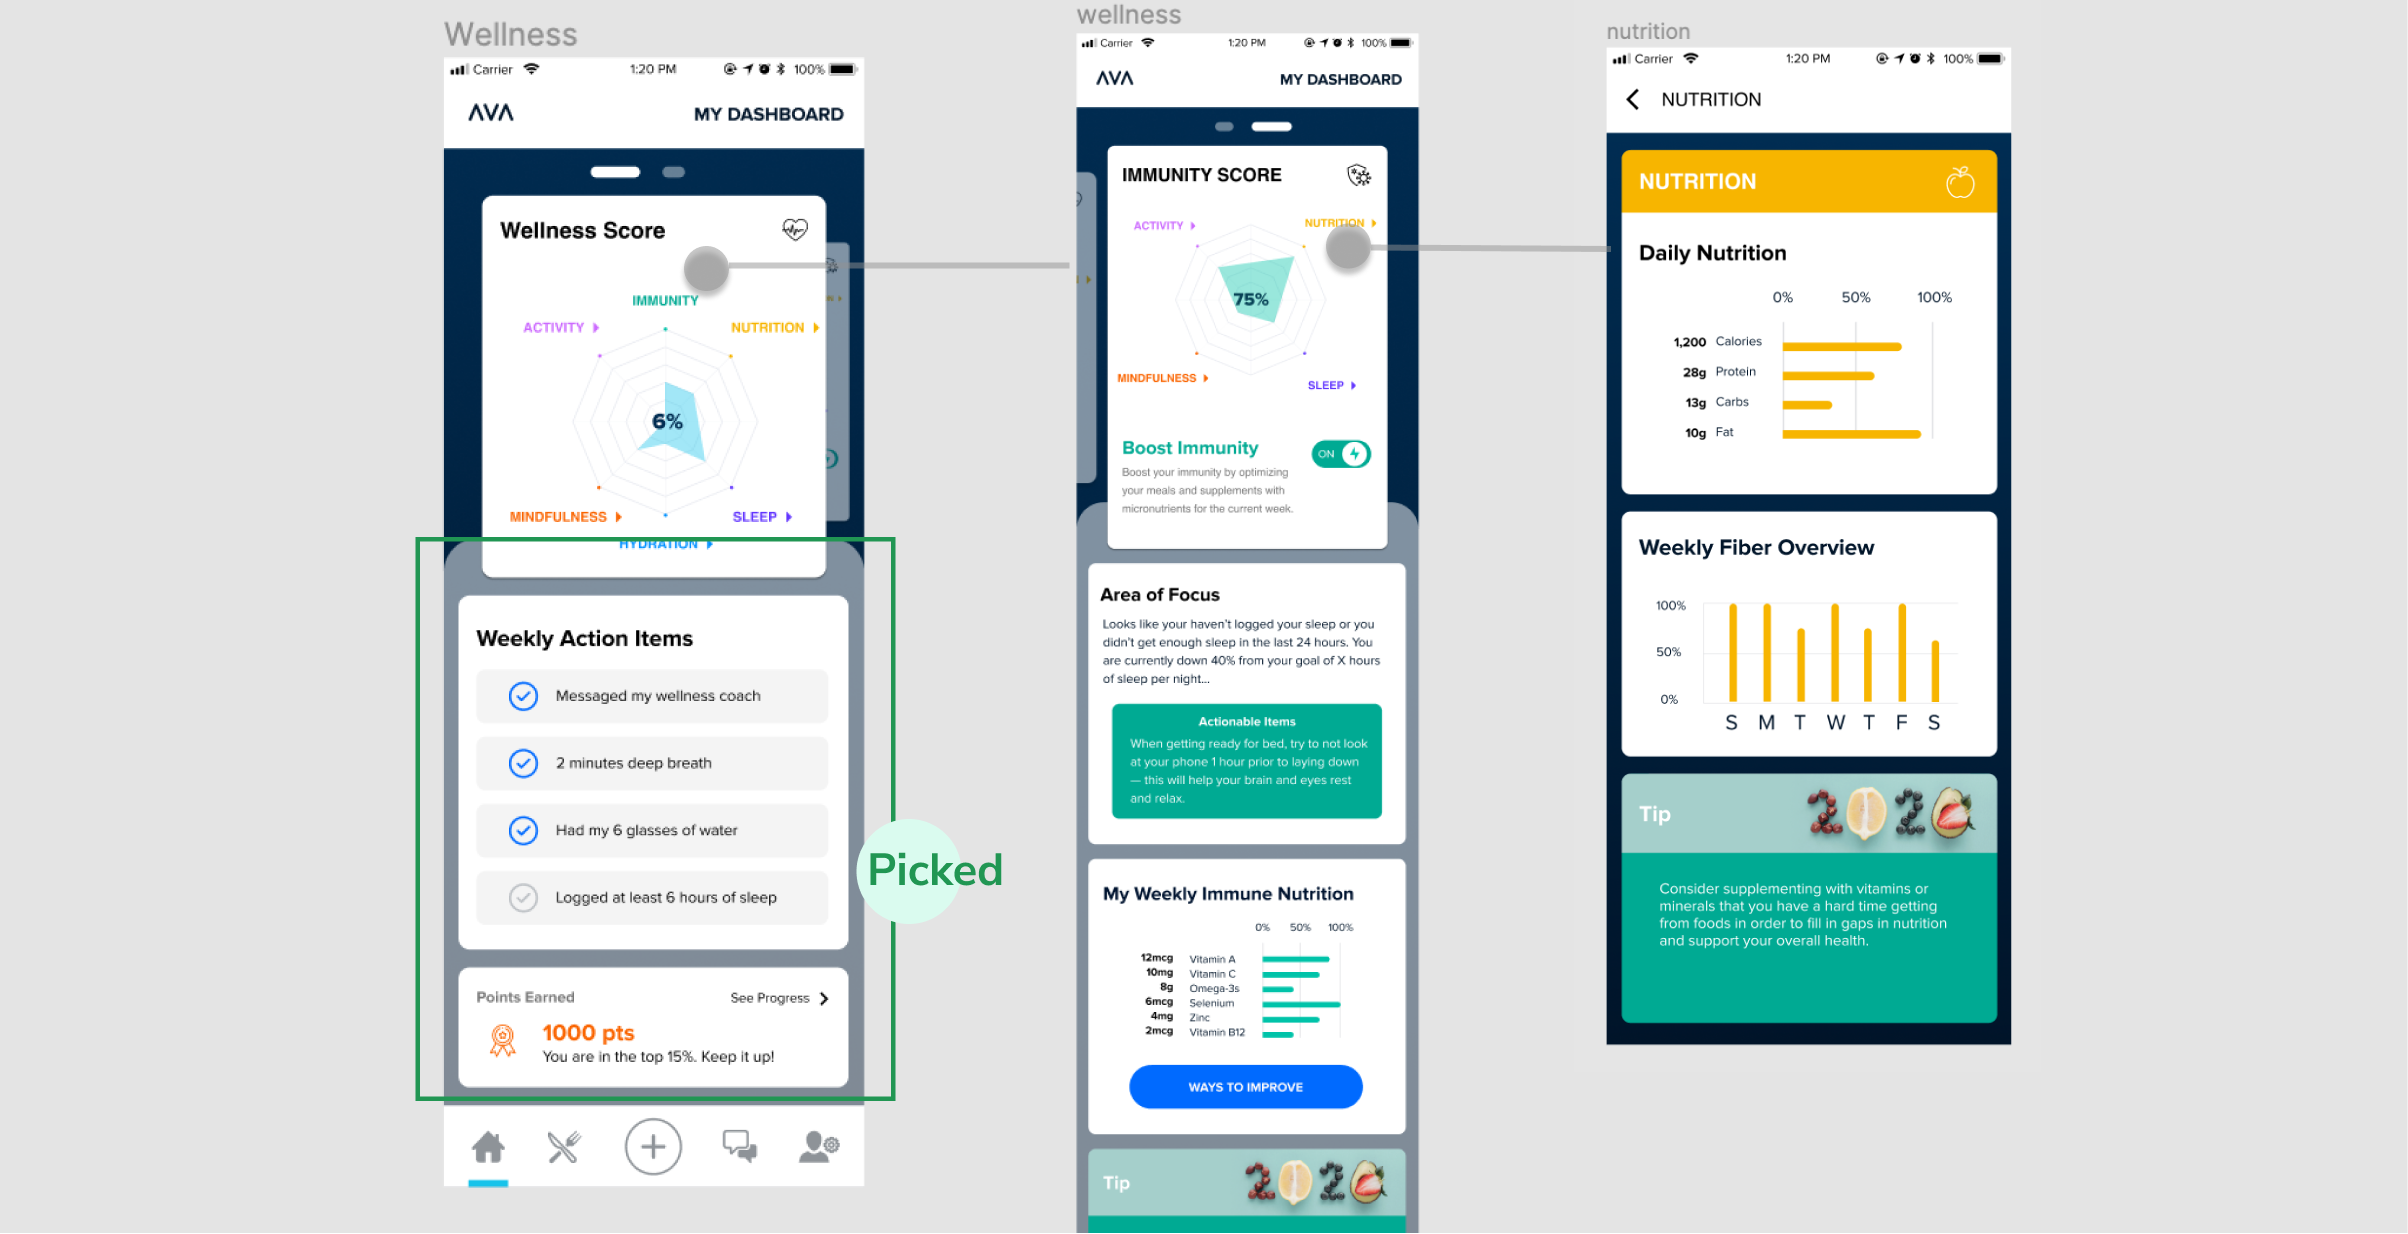 Wellness
Carrier 1:20 PM 100%
AVA MY DASHBOARD
Wellness Score
IMMUNITY
ACTIVITY
NUTRITION
6%
MINDFULNESS
SLEEP
HYDRATION
Weekly Action Items
Messaged my wellness coach
2 minutes deep breath
Had my 6 glasses of water
Logged at least 6 hours of sleep
Points Earned See Progress
1000 pts
You are in the top 15%. Keep it up!
Picked
wellness
Carrier 1:20 PM 100%
AVA MY DASHBOARD
IMMUNITY SCORE
ACTIVITY
NUTRITION
75%
MINDFULNESS
SLEEP
Boost Immunity
ON
Boost your immunity by optimizing
your meals and supplements with
micronutrients for the current week.
Area of Focus
Looks like your haven't logged your sleep or you
didn't get enough sleep in the last 24 hours. You
are currently down 40% from your goal of X hours
of sleep per night...
Actionable Items
When getting ready for bed, try to not look
at your phone 1 hour prior to laying down
— this will help your brain and eyes rest
and relax.
My Weekly Immune Nutrition
0% 50% 100%
12mcg Vitamin A
10mg Vitamin C
8g Omega-3s
6mcg Selenium
4mg Zinc
2mcg Vitamin B12
WAYS TO IMPROVE
Tip 2020
nutrition
Carrier 1:20 PM 100%
NUTRITION
NUTRITION
Daily Nutrition
0% 50% 100%
1,200 Calories
28g Protein
13g Carbs
10g Fat
Weekly Fiber Overview
100%
50%
0%
S M T W T F S
Tip 2020
Consider supplementing with vitamins or
minerals that you have a hard time getting
from foods in order to fill in gaps in nutrition
and support your overall health.